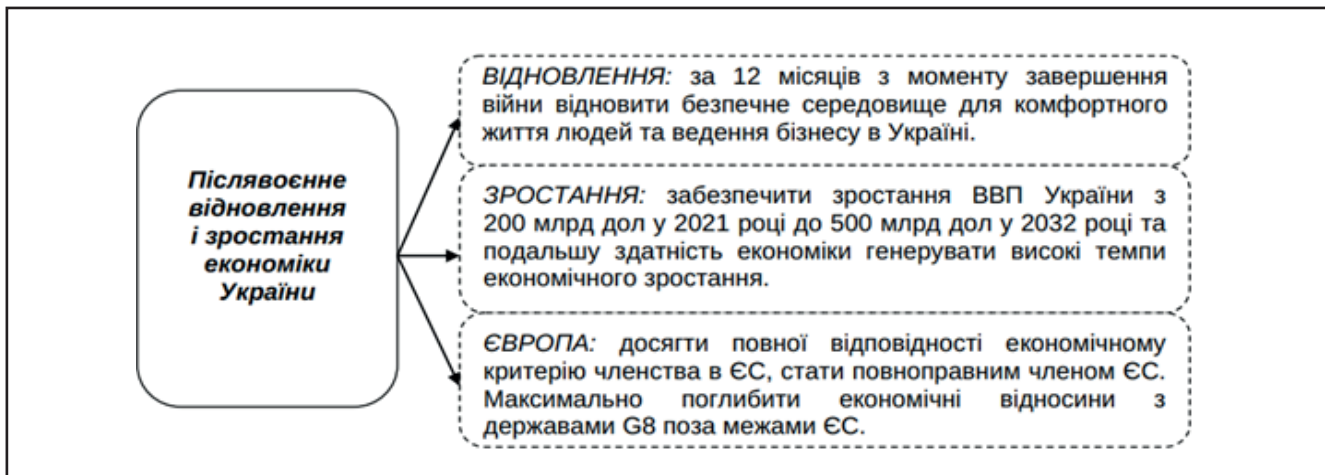 Післявоєнне
відновлення
і зростання
економіки
України
ВІДНОВЛЕННЯ: за 12 місяців з моменту завершення
війни відновити безпечне середовище для комфортного
життя людей та ведення бізнесу в Україні.
ЗРОСТАННЯ: забезпечити зростання ВВП України з
200 млрд дол у 2021 році до 500 млрд дол у 2032 році та
подальшу здатність економіки генерувати високі темпи
економічного зростання.
ЄВРОПА: досягти повної відповідності економічному
критерію членства в ЄС, стати повноправним членом ЄС.
Максимально поглибити економічні відносини з
державами G8 поза межами ЄС.